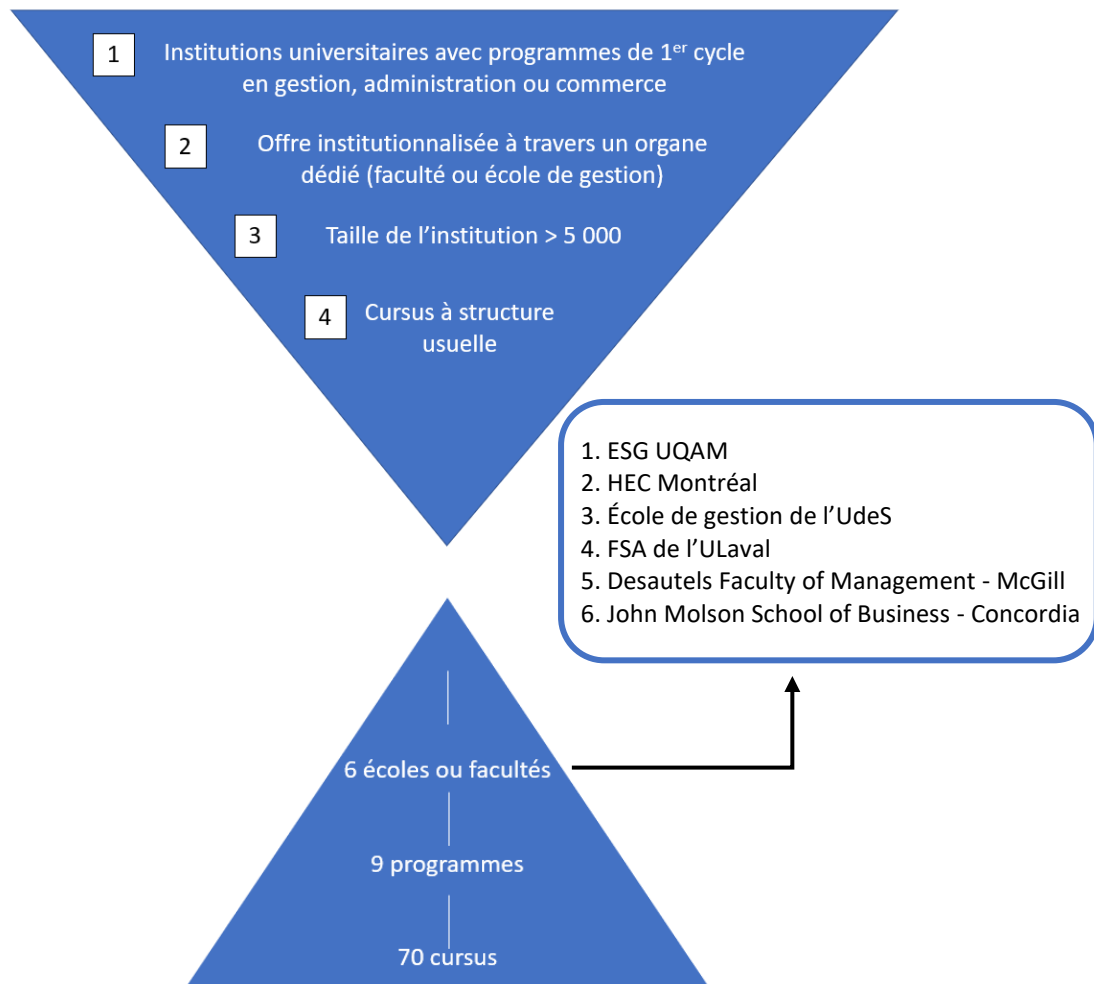 1
Institutions universitaires avec programmes de 1er cycle
en gestion, administration ou commerce
2
Offre institutionnalisée à travers un organe
dédié (faculté ou école de gestion)
3
Taille de l’institution > 5 000
4
Cursus à structure
usuelle
1. ESG UQAM
2. HEC Montréal
3. École de gestion de l’UdeS
4. FSA de l’ULaval
5. Desautels Faculty of Management - McGill
6. John Molson School of Business - Concordia
6 écoles ou facultés
9 programmes
70 cursus